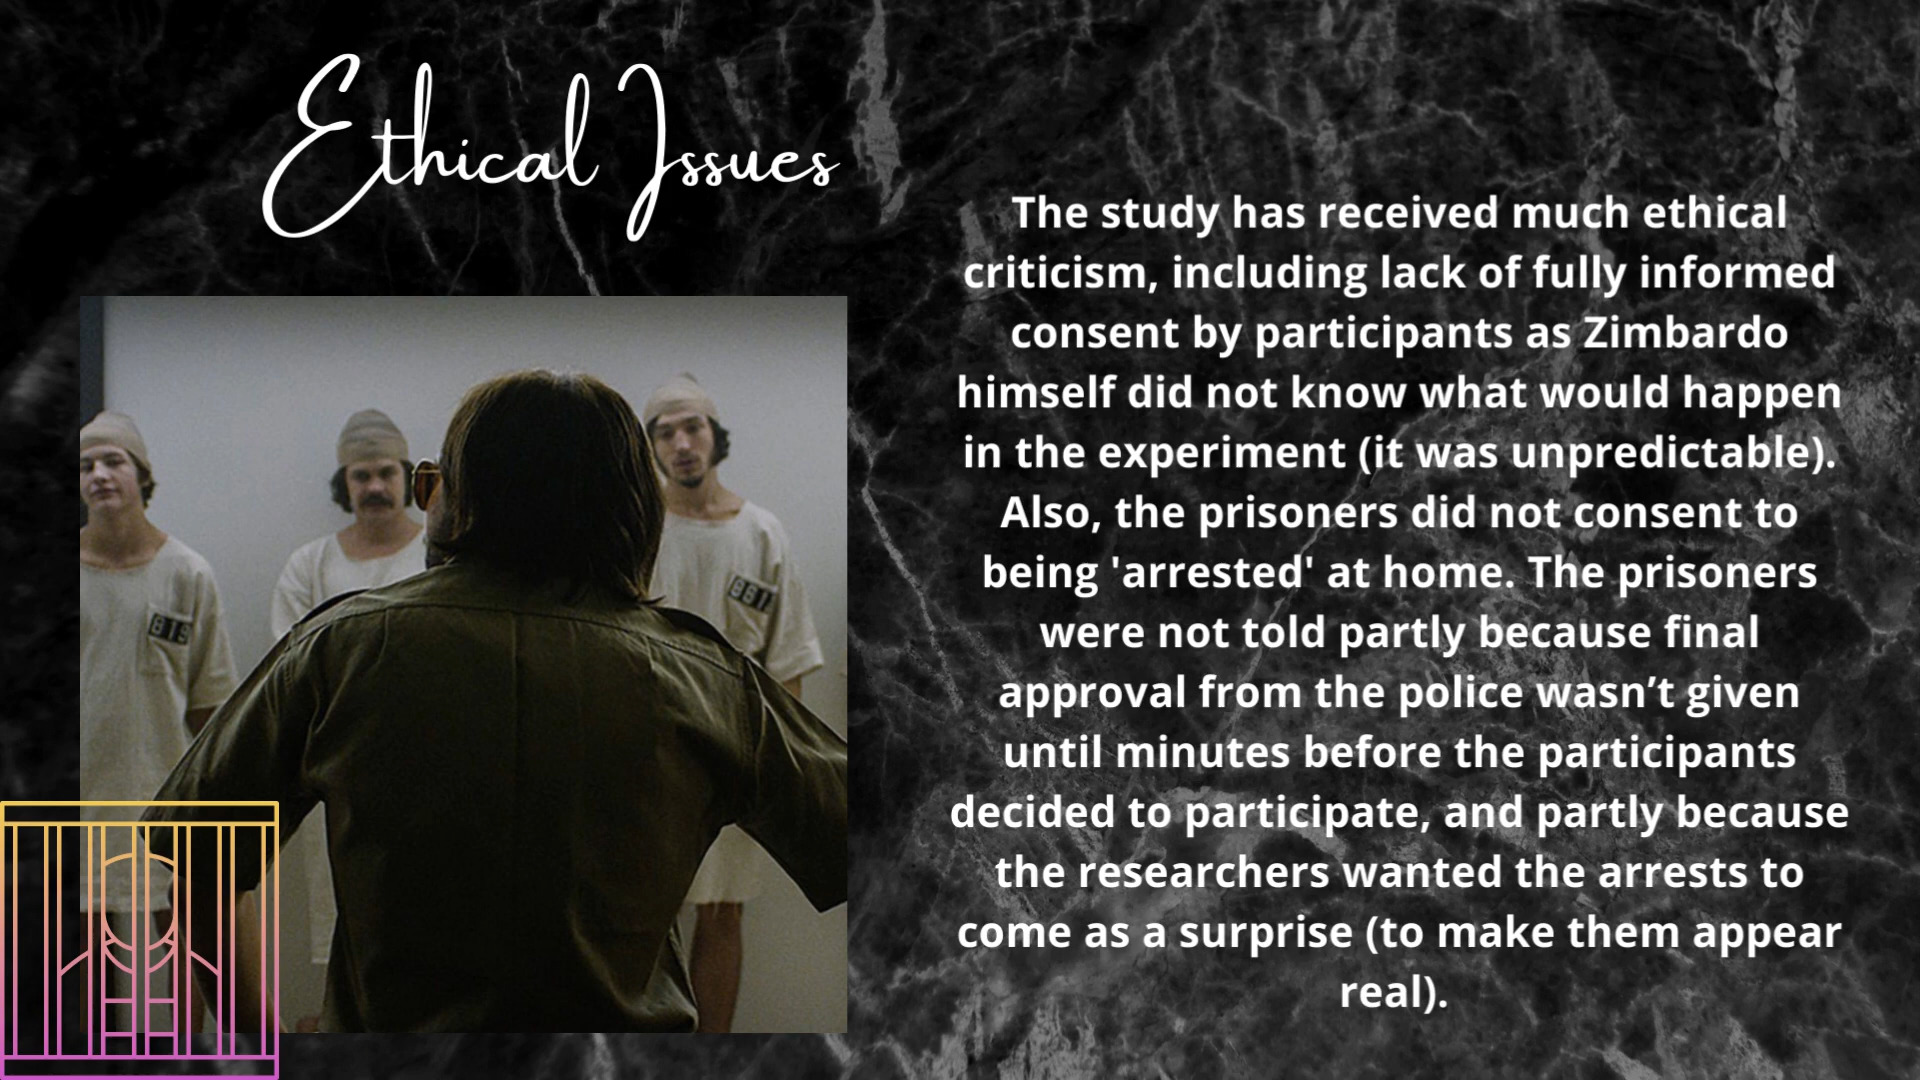 Ethical Issues
The study has received much ethical
criticism, including lack of fully informed
consent by participants as Zimbardo
himself did not know what would happen
in the experiment (it was unpredictable).
Also, the prisoners did not consent to
being 'arrested' at home. The prisoners
were not told partly because final
approval from the police wasn’t given
until minutes before the participants
decided to participate, and partly because
the researchers wanted the arrests to
come as a surprise (to make them appear
real).
819